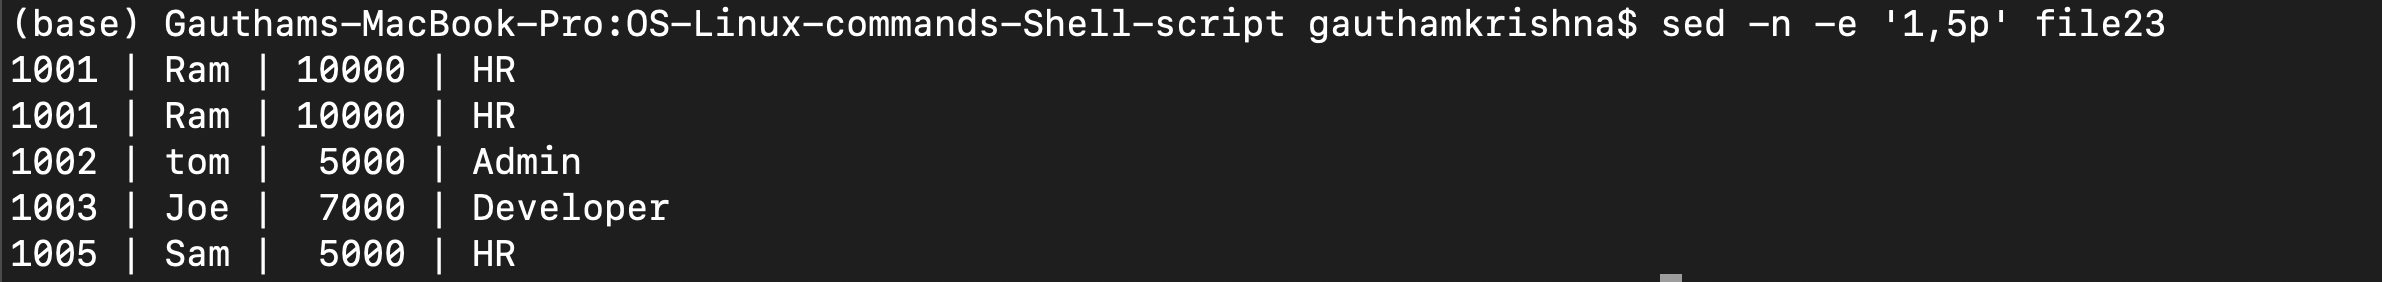 (base) Gauthams-MacBook-Pro:OS-Linux-commands-Shell-script gauthamkrishna$ sed -n -e '1,5p' file23
1001 | Ram | 10000 | HR
1001 | Ram | 10000 | HR
1002 | tom |  5000 | Admin
1003 | Joe |  7000 | Developer
1005 | Sam |  5000 | HR